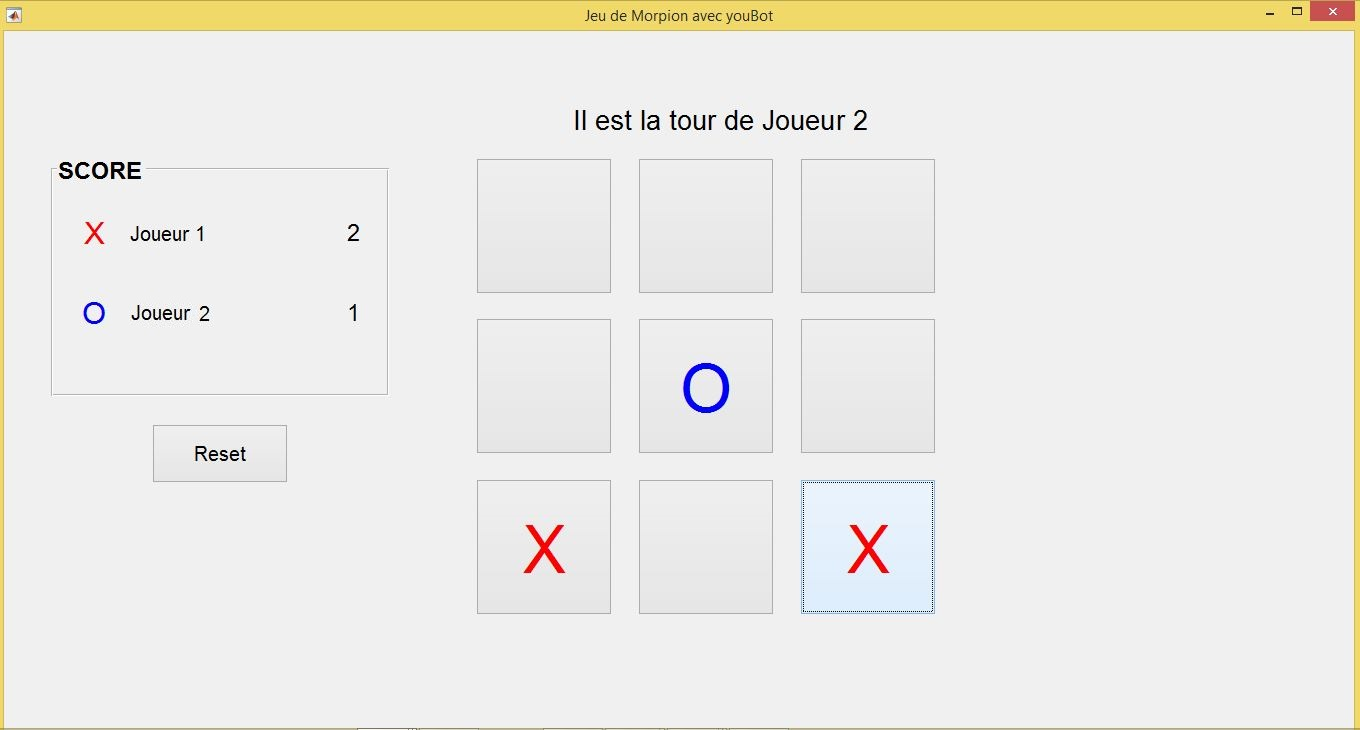 Jeu de Morpion avec youBot
Il est la tour de Joueur 2
SCORE
X Joueur 1 2
O Joueur 2 1
Reset
O
X X